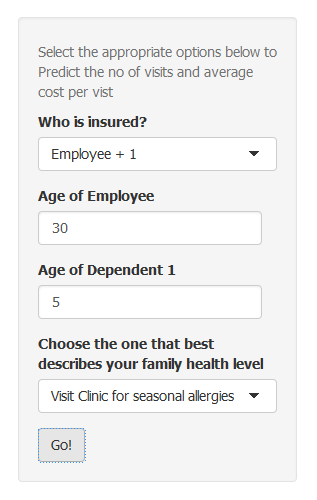 Select the appropriate options below to
Predict the no of visits and average
cost per vist
Who is insured?
Employee + 1
Age of Employee
30
Age of Dependent 1
5
Choose the one that best
describes your family health level
Visit Clinic for seasonal allergies
Go!